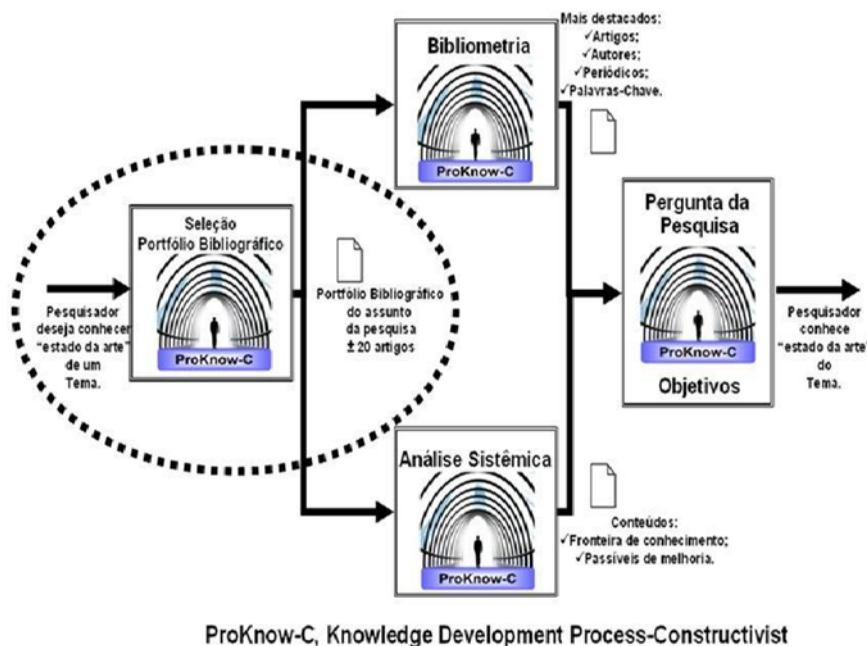 Mais destacados:
✓Artigos;
✓Autores;
✓Periódicos;
✓Palavras-Chave.
Bibliometria
ProKnow-C
Seleção
Portfólio Bibliográfico
ProKnow-C
Pesquisador
deseja conhecer
“estado da arte”
de um
Tema.
Portfólio Bibliográfico
do assunto
da pesquisa
± 20 artigos
Pergunta da
Pesquisa
ProKnow-C
Objetivos
Pesquisador
conhece
“estado da arte”
do
Tema.
Análise Sistêmica
ProKnow-C
Conteúdos:
✓Fronteira de conhecimento;
✓Passíveis de melhoria.
ProKnow-C, Knowledge Development Process-Constructivist